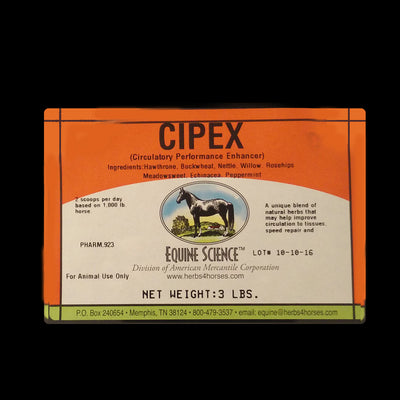 CIPEX
(Circulatory Performance Enhancer)
Ingredients:Hawthrone, Buckwheat, Nettle, Willow, Rosehips
Meadowsweet, Echinacea, Peppermint
2 scoops per day
based on 1,000 lb
horse
A unique blend of
natural herbs that
may help improve
circulation to tissues
speed repair and
PHARM.923
EQUINE SCIENCE™
LOT# 10-10-16
Division of American Mercantile Corporation
For Animal Use Only
www.herbs4horses.com
NET WEIGHT:3 LBS.
P.O. Box 240654 • Memphis, TN 38124 • 800-479-3537 • email: equine@herbs4horses.com